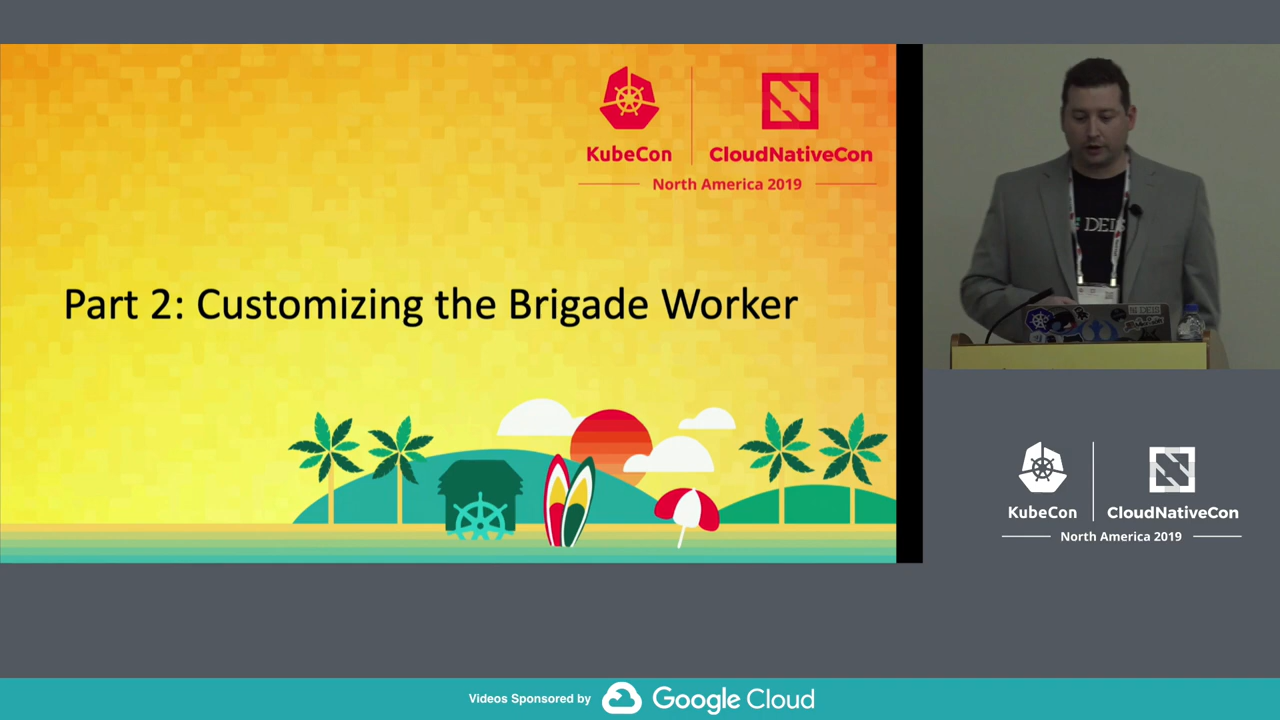 KubeCon
CloudNativeCon
North America 2019
Part 2: Customizing the Brigade Worker
KubeCon
CloudNativeCon
North America 2019
Videos Sponsored by Google Cloud